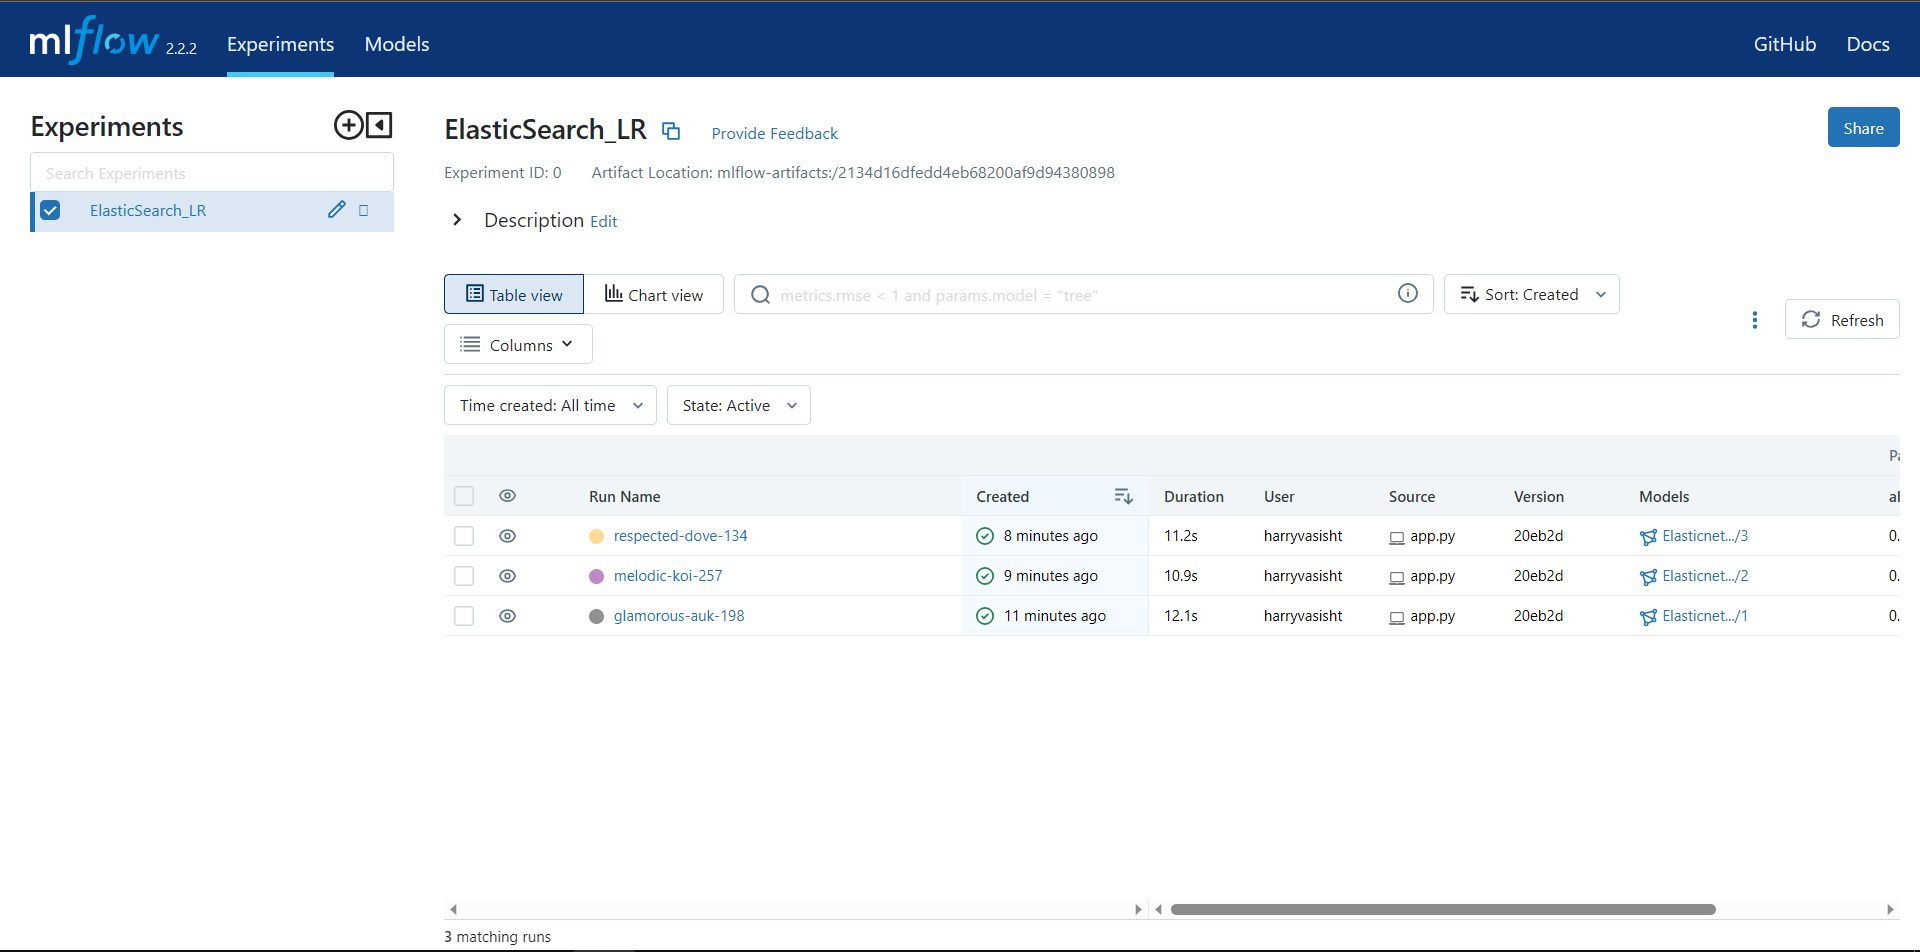 mlflow 2.2.2 Experiments Models GitHub Docs
Experiments
Search Experiments
ElasticSearch_LR
ElasticSearch_LR Provide Feedback Share
Experiment ID: 0 Artifact Location: mlflow-artifacts:/2134d16dfedd4eb68200af9d94380898
Description Edit
Table view Chart view metrics.rmse < 1 and params.model = "tree" Sort: Created
Refresh
Columns
Time created: All time State: Active
Run Name Created Duration User Source Version Models
respected-dove-134 8 minutes ago 11.2s harryvasisht app.py 20eb2d Elasticnet.../3 0.
melodic-koi-257 9 minutes ago 10.9s harryvasisht app.py 20eb2d Elasticnet.../2 0.
glamorous-auk-198 11 minutes ago 12.1s harryvasisht app.py 20eb2d Elasticnet.../1 0.
3 matching runs